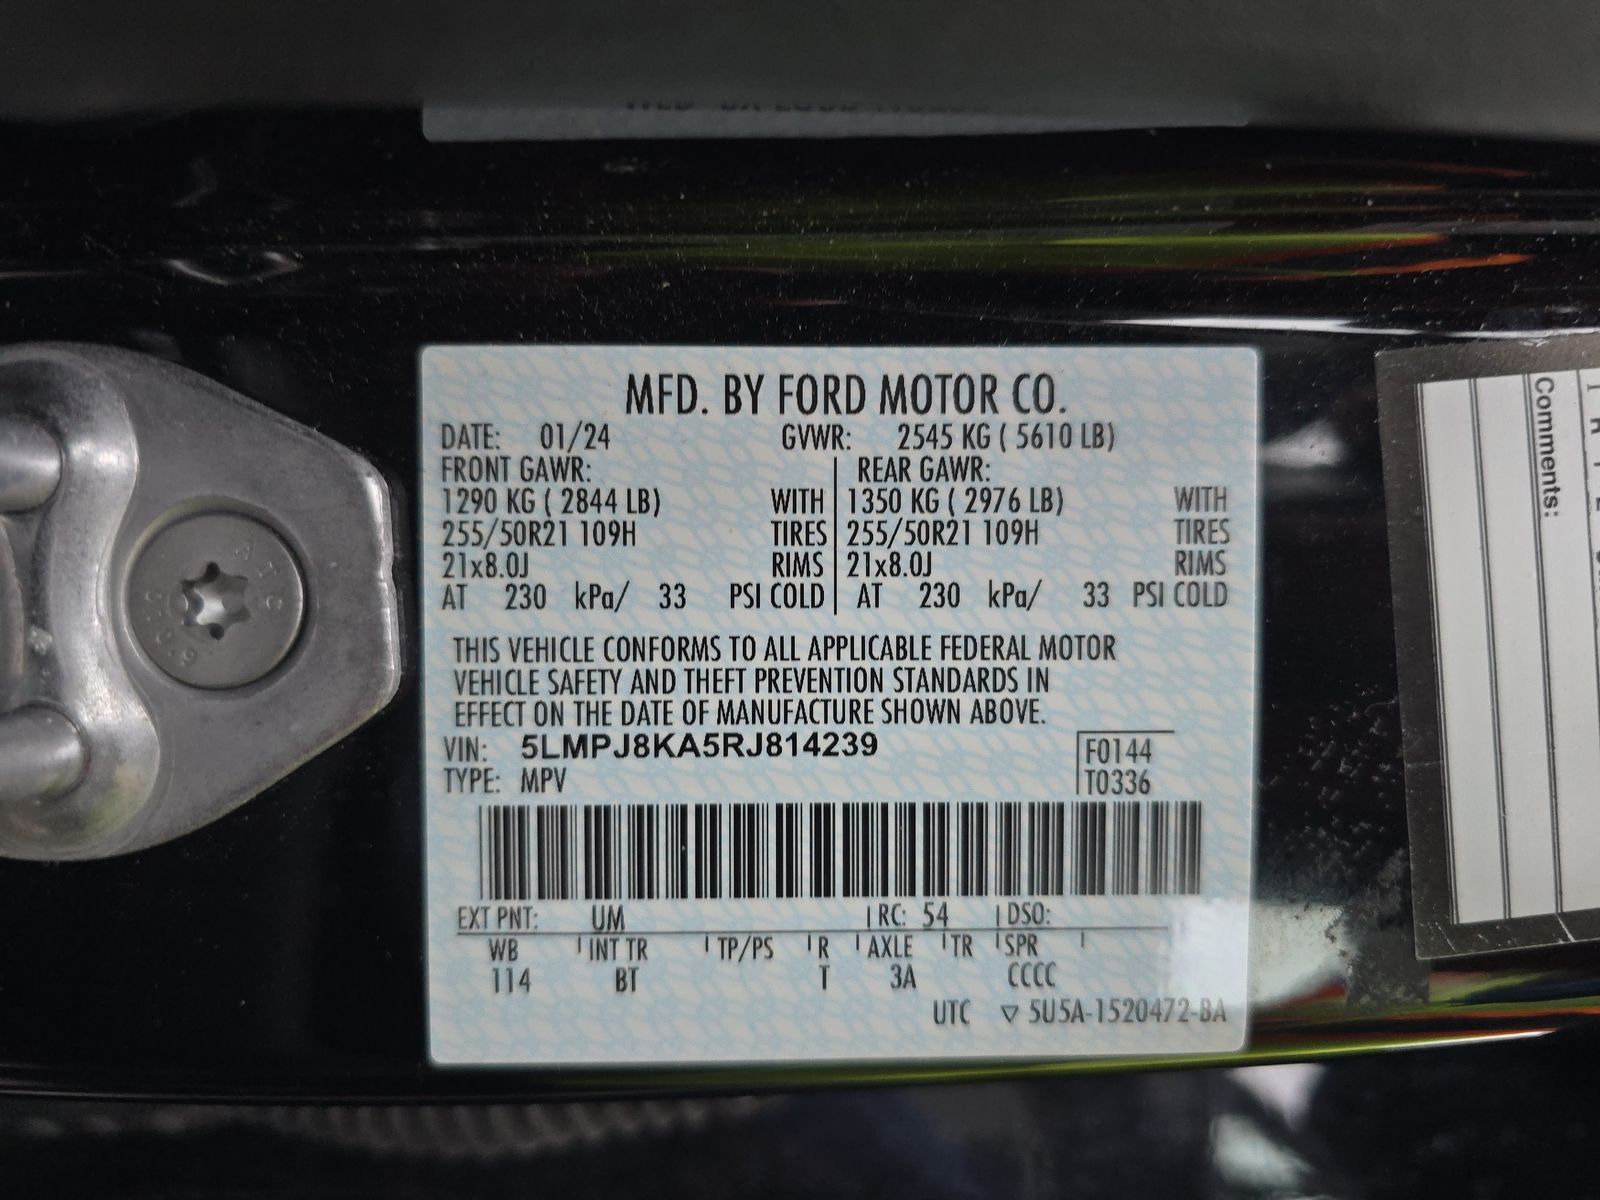 MFD. BY FORD MOTOR CO.
DATE: 01/24 GVWR: 2545 KG ( 5610 LB)
FRONT GAWR: REAR GAWR:
1290 KG ( 2844 LB) WITH 1350 KG ( 2976 LB) WITH
255/50R21 109H TIRES 255/50R21 109H TIRES
21x8.0J RIMS 21x8.0J RIMS
AT 230 kPa/ 33 PSI COLD AT 230 kPa/ 33 PSI COLD
THIS VEHICLE CONFORMS TO ALL APPLICABLE FEDERAL MOTOR
VEHICLE SAFETY AND THEFT PREVENTION STANDARDS IN
EFFECT ON THE DATE OF MANUFACTURE SHOWN ABOVE.
VIN: 5LMPJ8KA5RJ814239
TYPE: MPV
F0144
T0336
EXT PNT: UM RC: 54 DSO:
WB INT TR TP/PS R AXLE TR SPR
114 BT T 3A CCCC
UTC ▽ 5U5A-1520472-BA
Comments: